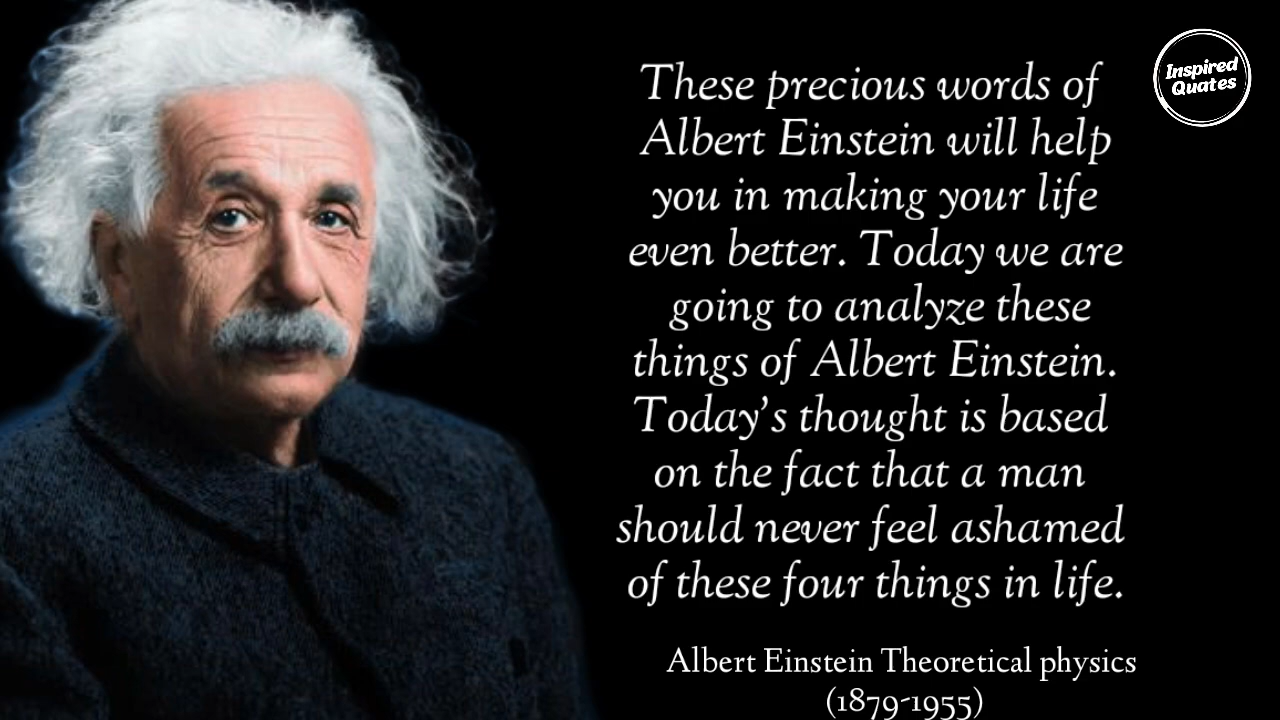 Inspired
Quates
These precious words of
Albert Einstein will help
you in making your life
even better. Today we are
going to analyze these
things of Albert Einstein.
Today's thought is based
on the fact that a man
should never feel ashamed
of these four things in life.
Albert Einstein Theoretical physics
(1879-1955)